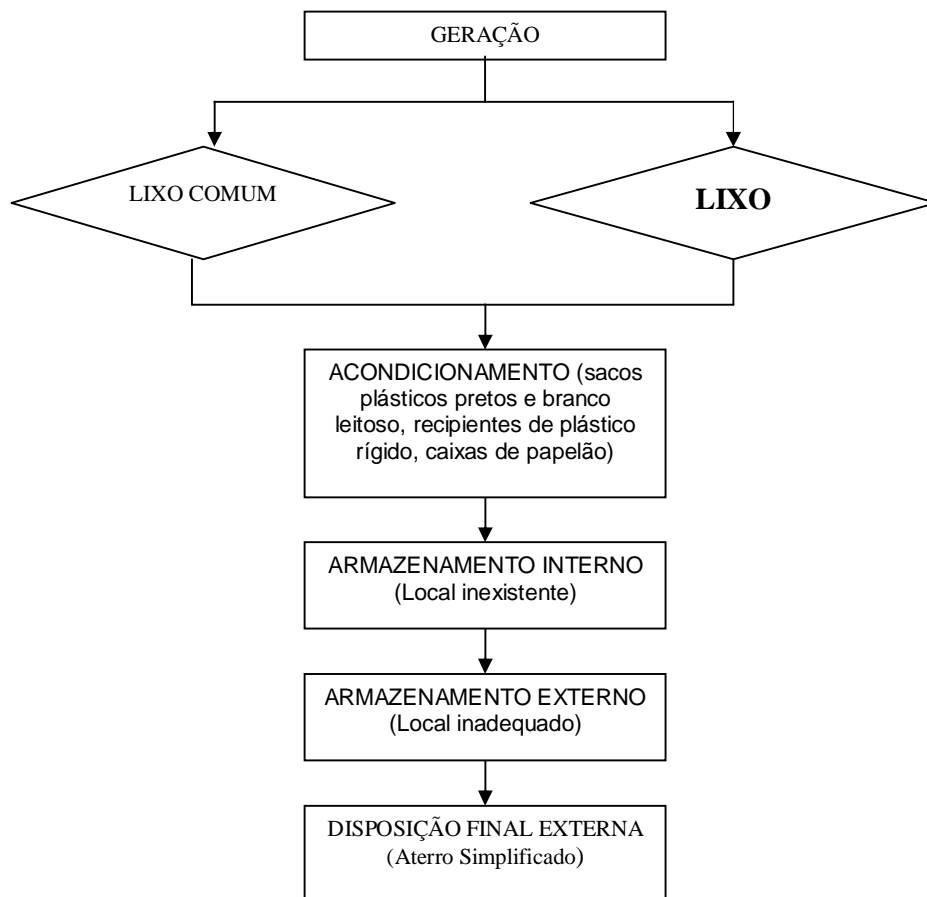 GERAÇÃO
LIXO COMUM
LIXO
ACONDICIONAMENTO (sacos
plásticos pretos e branco
leitoso, recipientes de plástico
rígido, caixas de papelão)
ARMAZENAMENTO INTERNO
(Local inexistente)
ARMAZENAMENTO EXTERNO
(Local inadequado)
DISPOSIÇÃO FINAL EXTERNA
(Aterro Simplificado)